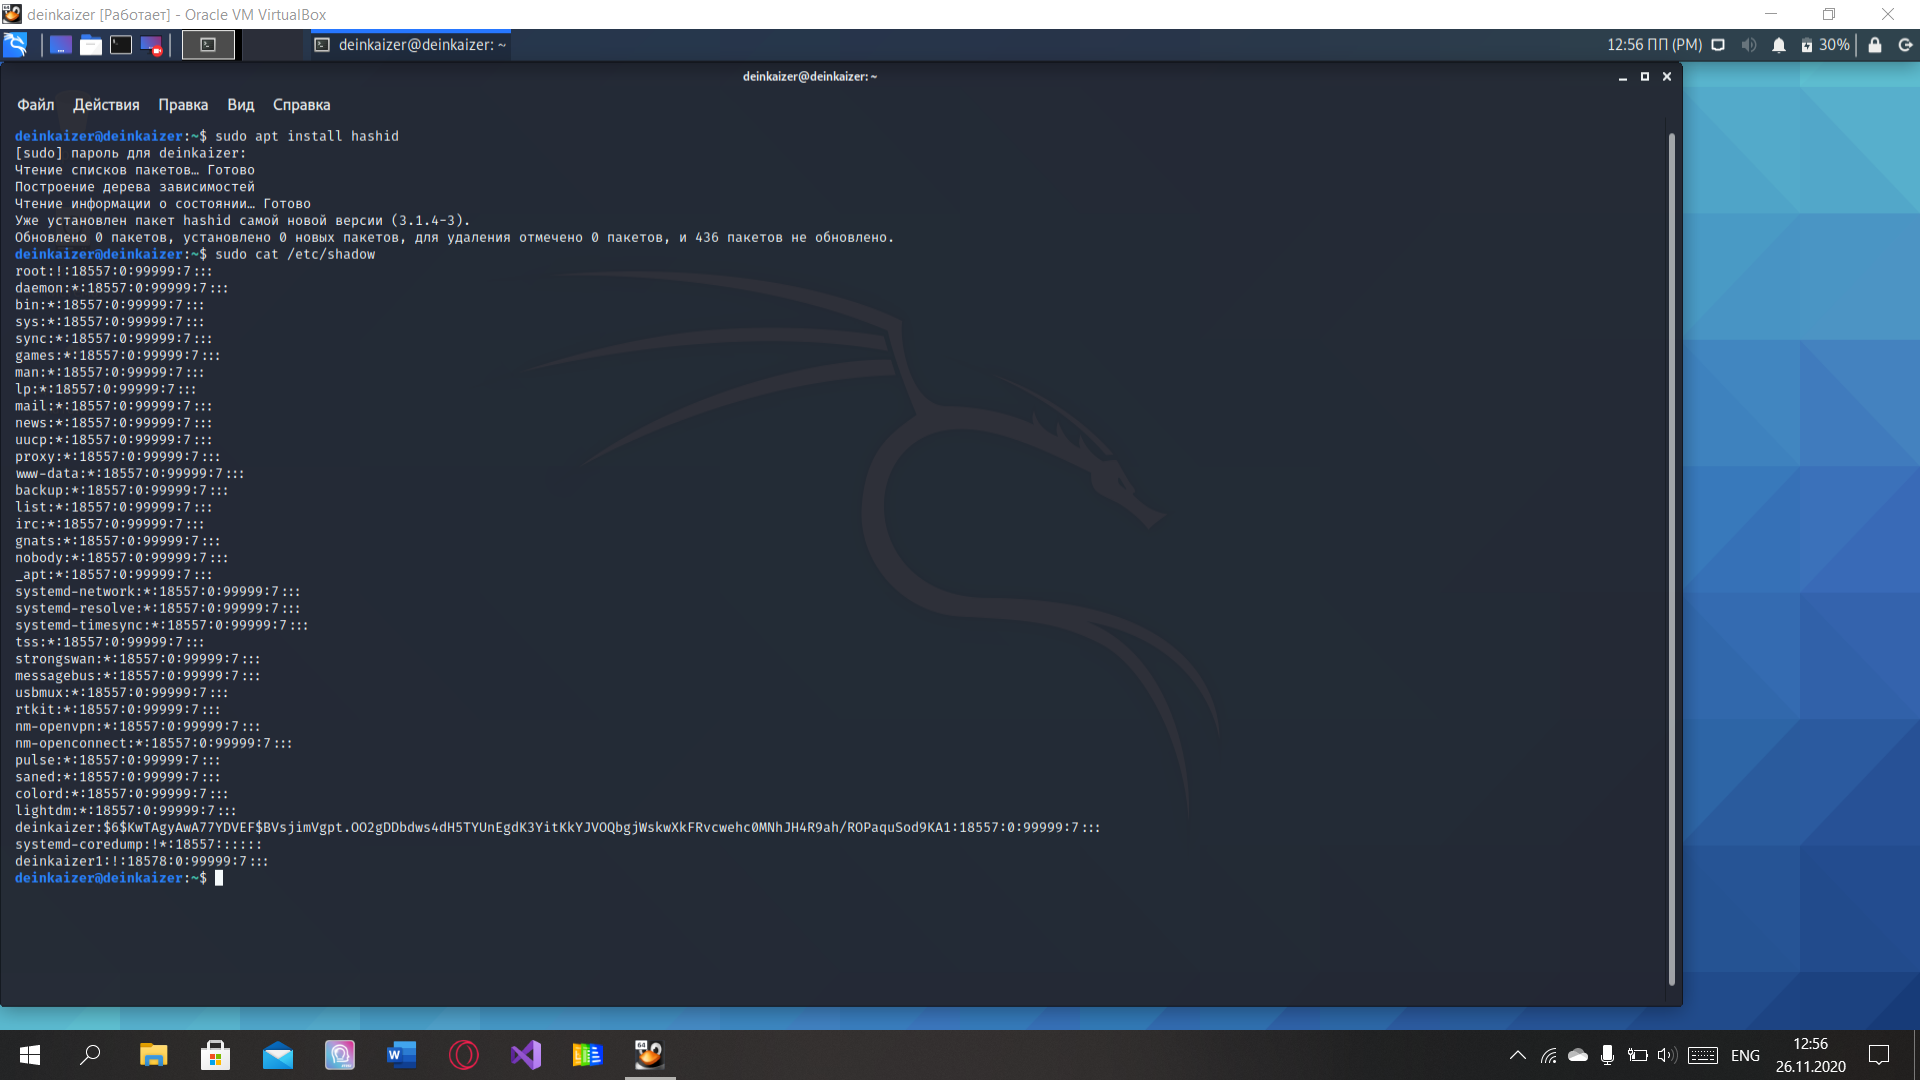 deinkaizer [Работает] - Oracle VM VirtualBox
deinkaizer@deinkaizer: ~
12:56 ПП (PM)
30%
deinkaizer@deinkaizer: ~
Файл Действия Правка Вид Справка
deinkaizer@deinkaizer:~$ sudo apt install hashid
[sudo] пароль для deinkaizer:
Чтение списков пакетов… Готово
Построение дерева зависимостей
Чтение информации о состоянии… Готово
Уже установлен пакет hashid самой новой версии (3.1.4-3).
Обновлено 0 пакетов, установлено 0 новых пакетов, для удаления отмечено 0 пакетов, и 436 пакетов не обновлено.
deinkaizer@deinkaizer:~$ sudo cat /etc/shadow
root:!:18557:0:99999:7:::
daemon:*:18557:0:99999:7:::
bin:*:18557:0:99999:7:::
sys:*:18557:0:99999:7:::
sync:*:18557:0:99999:7:::
games:*:18557:0:99999:7:::
man:*:18557:0:99999:7:::
lp:*:18557:0:99999:7:::
mail:*:18557:0:99999:7:::
news:*:18557:0:99999:7:::
uucp:*:18557:0:99999:7:::
proxy:*:18557:0:99999:7:::
www-data:*:18557:0:99999:7:::
backup:*:18557:0:99999:7:::
list:*:18557:0:99999:7:::
irc:*:18557:0:99999:7:::
gnats:*:18557:0:99999:7:::
nobody:*:18557:0:99999:7:::
_apt:*:18557:0:99999:7:::
systemd-network:*:18557:0:99999:7:::
systemd-resolve:*:18557:0:99999:7:::
systemd-timesync:*:18557:0:99999:7:::
tss:*:18557:0:99999:7:::
strongswan:*:18557:0:99999:7:::
messagebus:*:18557:0:99999:7:::
usbmux:*:18557:0:99999:7:::
rtkit:*:18557:0:99999:7:::
nm-openvpn:*:18557:0:99999:7:::
nm-openconnect:*:18557:0:99999:7:::
pulse:*:18557:0:99999:7:::
saned:*:18557:0:99999:7:::
colord:*:18557:0:99999:7:::
lightdm:*:18557:0:99999:7:::
deinkaizer:$6$KwTAgyAwA77YDVEF$BVsjimVgpt.OO2gDDbdws4dH5TYUnEgdK3YitKkYJVOQbgjWskwXkFRvcwehc0MNhJH4R9ah/ROPaquSod9KA1:18557:0:99999:7:::
systemd-coredump:!*:18557::::::
deinkaizer1:!:18578:0:99999:7:::
deinkaizer@deinkaizer:~$
64
ENG
12:56
26.11.2020